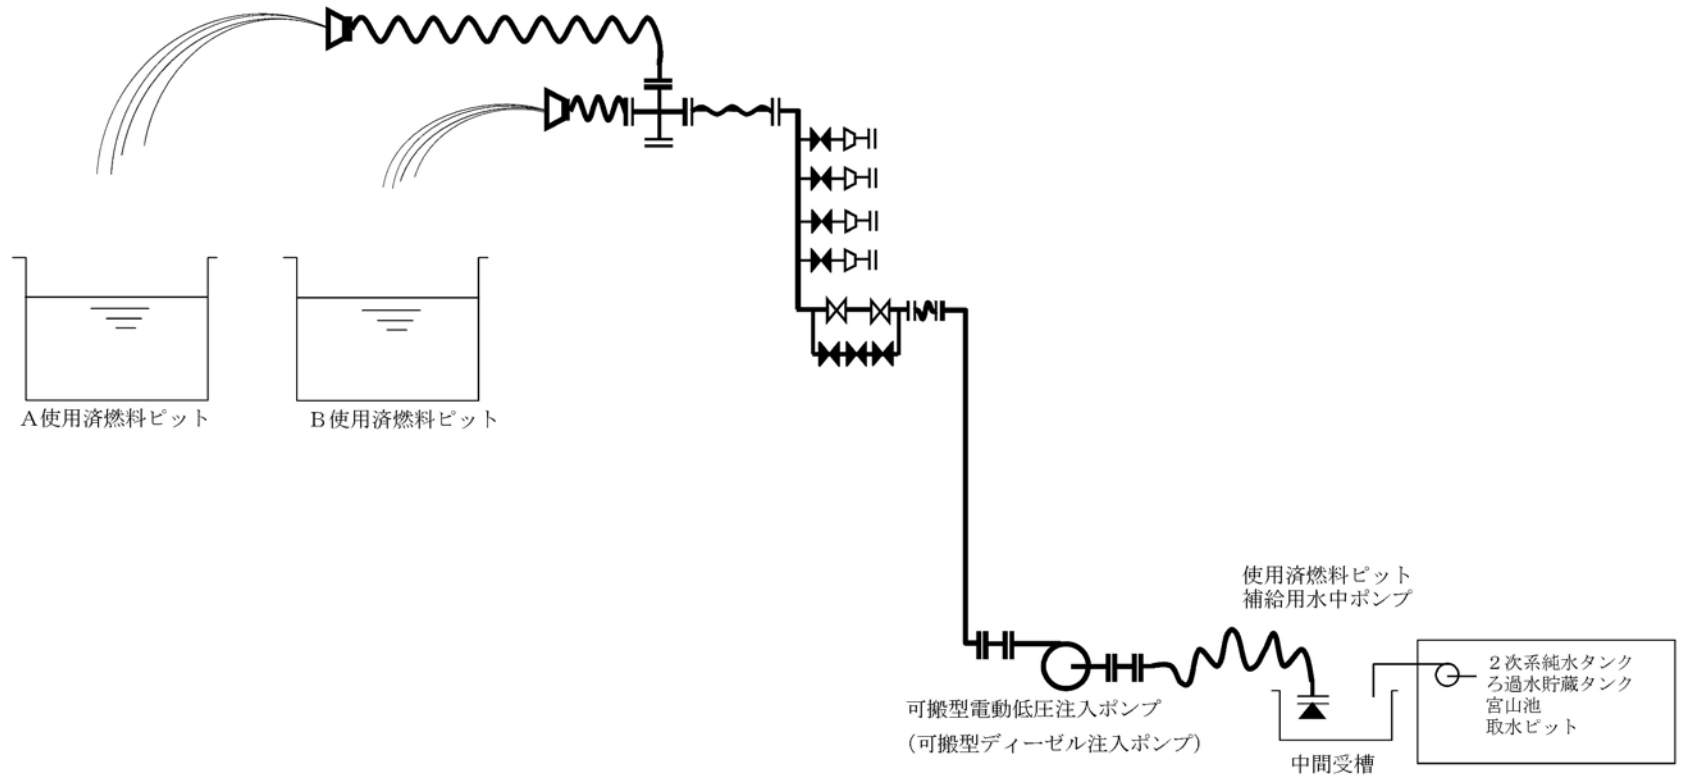 A使用済燃料ピット
B使用済燃料ピット
使用済燃料ピット
補給用水中ポンプ
２次系純水タンク
ろ過水貯蔵タンク
宮山池
取水ピット
可搬型電動低圧注入ポンプ
（可搬型ディーゼル注入ポンプ）
中間受槽